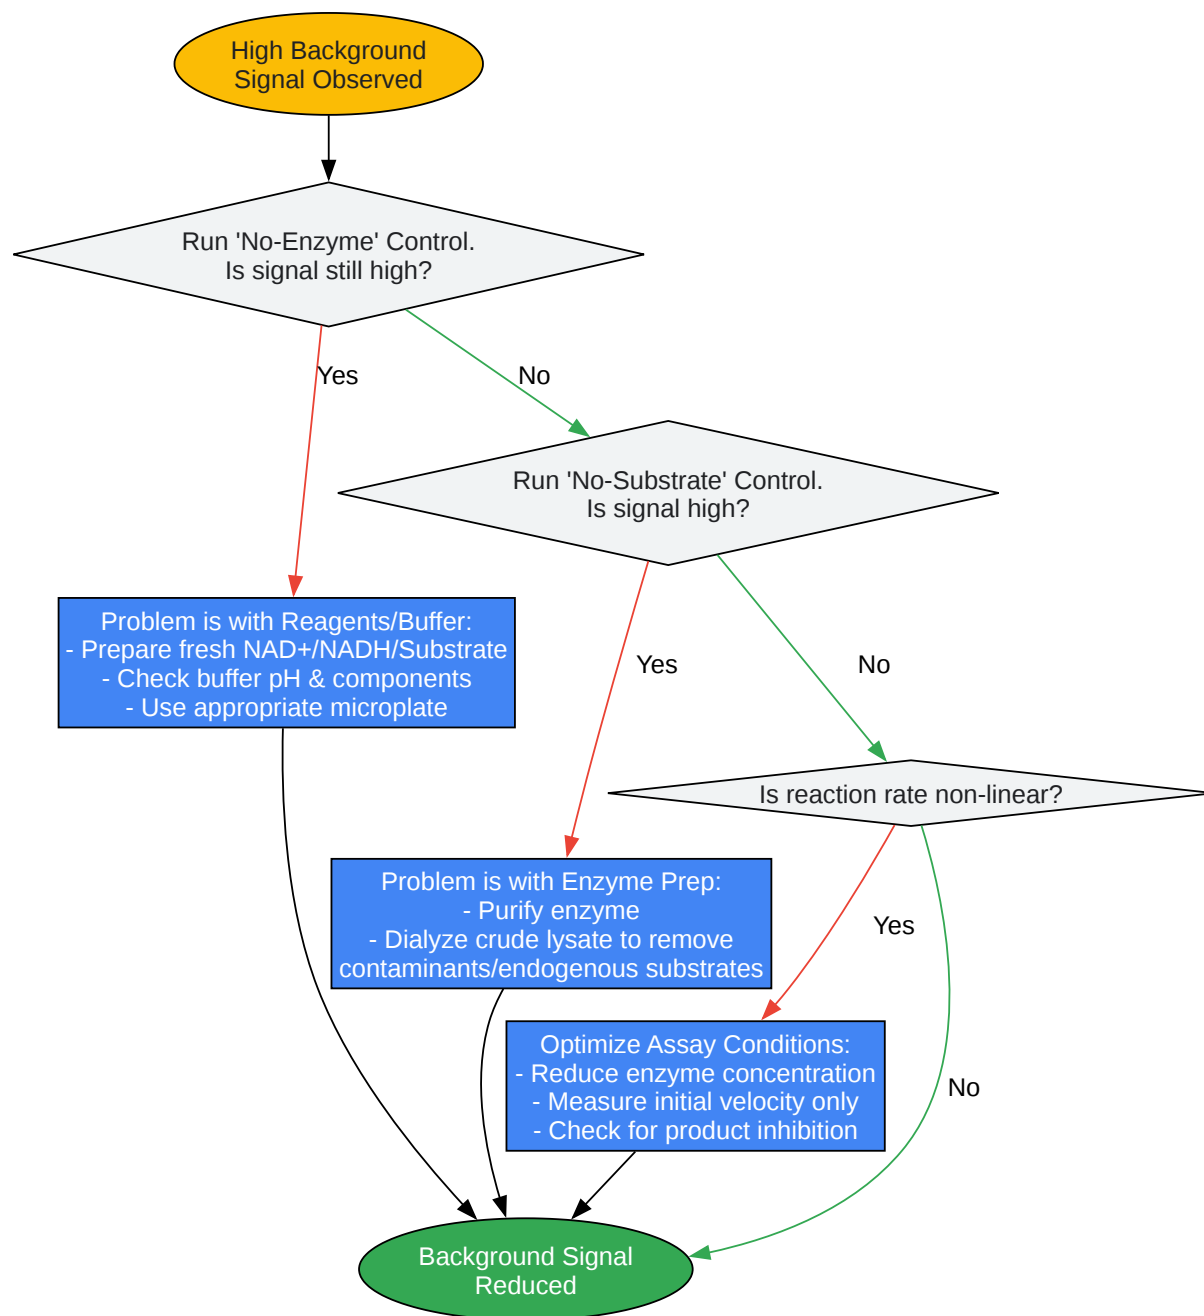 High Background
Signal Observed
Run 'No-Enzyme' Control.
Is signal still high?
Yes
No
Run 'No-Substrate' Control.
Is signal high?
Problem is with Reagents/Buffer:
- Prepare fresh NAD+/NADH/Substrate
- Check buffer pH & components
- Use appropriate microplate
Yes
No
Is reaction rate non-linear?
Problem is with Enzyme Prep:
- Purify enzyme
- Dialyze crude lysate to remove
contaminants/endogenous substrates
Yes
Optimize Assay Conditions:
- Reduce enzyme concentration
- Measure initial velocity only
- Check for product inhibition
No
Background Signal
Reduced